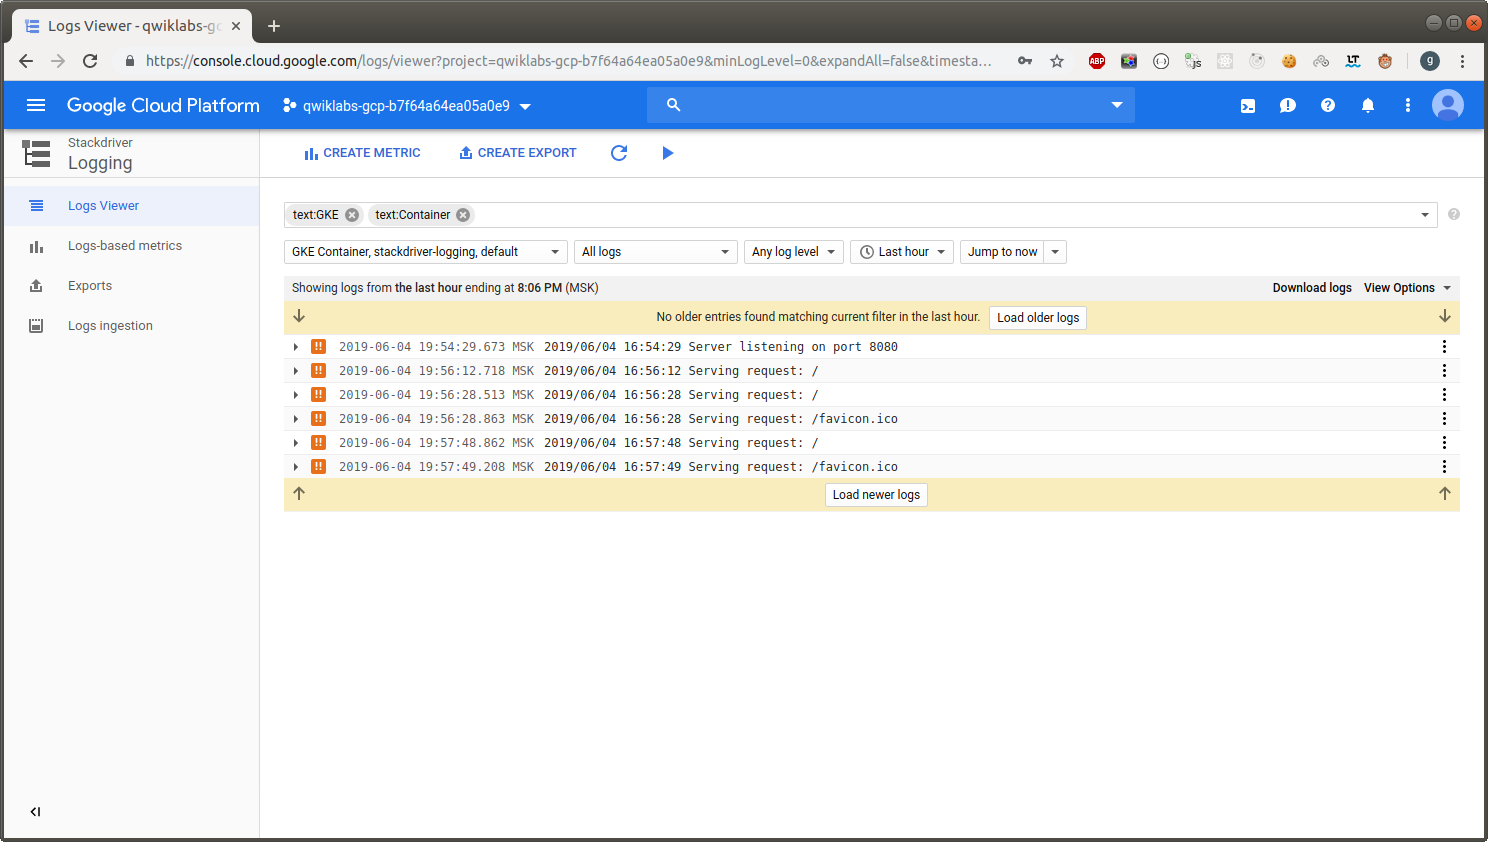 Logs Viewer - qwiklabs-gc
https://console.cloud.google.com/logs/viewer?project=qwiklabs-gcp-b7f64a64ea05a0e9&minLogLevel=0&expandAll=false&timesta...
ABP
js
LT
g
Google Cloud Platform
qwiklabs-gcp-b7f64a64ea05a0e9
Stackdriver
Logging
CREATE METRIC
CREATE EXPORT
Logs Viewer
Logs-based metrics
Exports
Logs ingestion
text:GKE
text:Container
GKE Container, stackdriver-logging, default
All logs
Any log level
Last hour
Jump to now
Showing logs from the last hour ending at 8:06 PM (MSK)
Download logs
View Options
No older entries found matching current filter in the last hour.
Load older logs
!! 2019-06-04 19:54:29.673 MSK 2019/06/04 16:54:29 Server listening on port 8080
!! 2019-06-04 19:56:12.718 MSK 2019/06/04 16:56:12 Serving request: /
!! 2019-06-04 19:56:28.513 MSK 2019/06/04 16:56:28 Serving request: /
!! 2019-06-04 19:56:28.863 MSK 2019/06/04 16:56:28 Serving request: /favicon.ico
!! 2019-06-04 19:57:48.862 MSK 2019/06/04 16:57:48 Serving request: /
!! 2019-06-04 19:57:49.208 MSK 2019/06/04 16:57:49 Serving request: /favicon.ico
Load newer logs